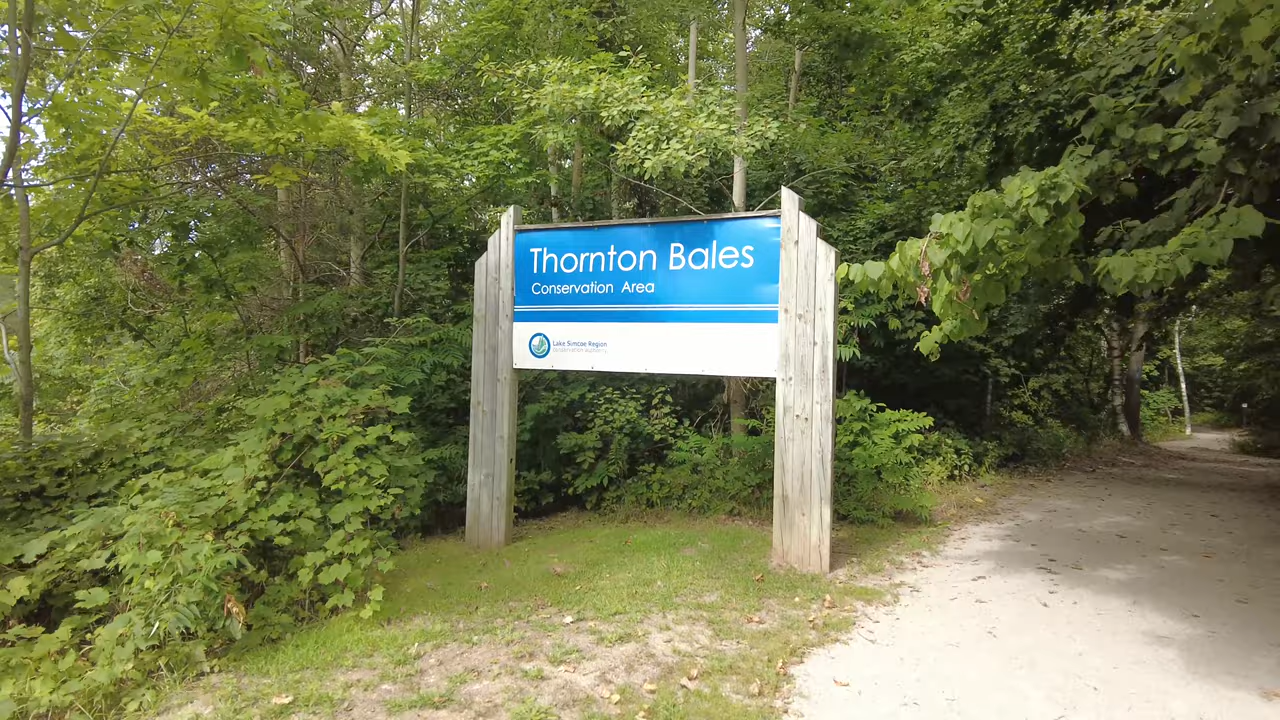 Thornton Bales
Conservation Area
Lake Simcoe Region
conservation authority